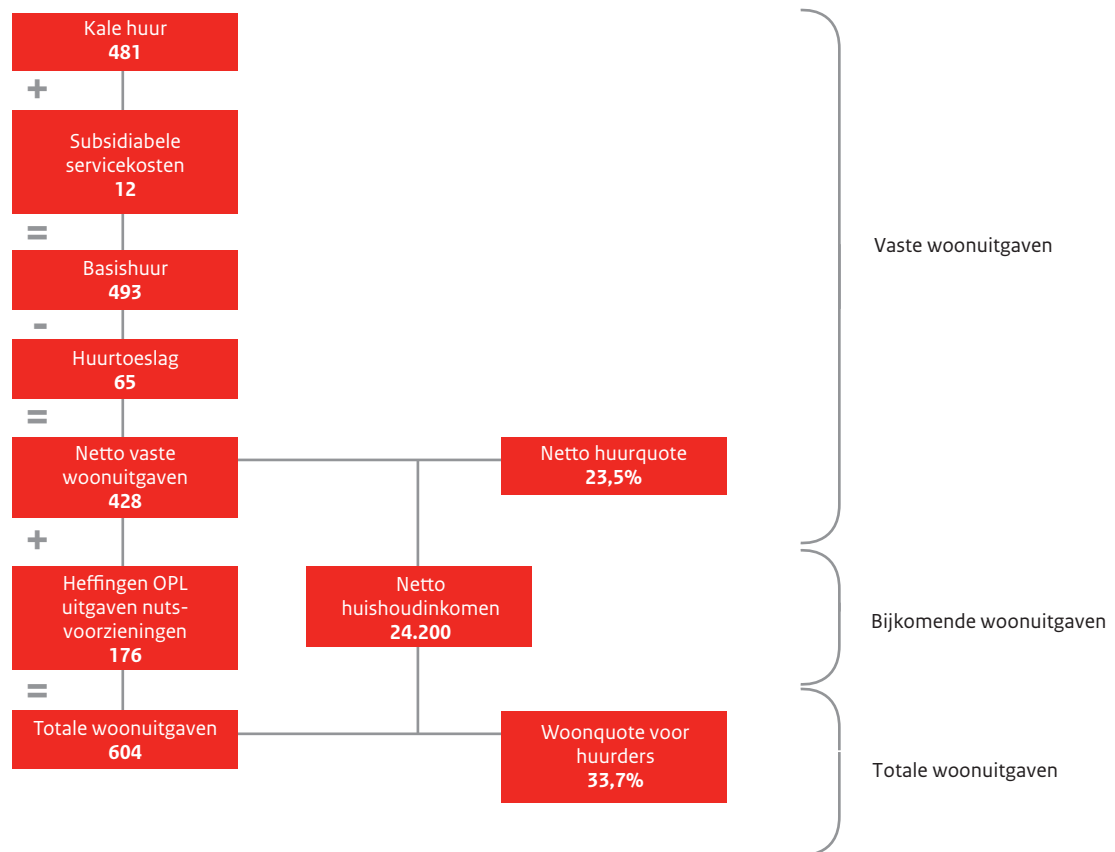 Kale huur
481
+
Subsidiabele
servicekosten
12
=
Basishuur
493
-
Huurtoeslag
65
=
Netto vaste
woonuitgaven
428
Netto huurquote
23,5%
Vaste woonuitgaven
+
Heffingen OPL
uitgaven nuts-
voorzieningen
176
Netto
huishoudinkomen
24.200
Bijkomende woonuitgaven
=
Totale woonuitgaven
604
Woonquote voor
huurders
33,7%
Totale woonuitgaven